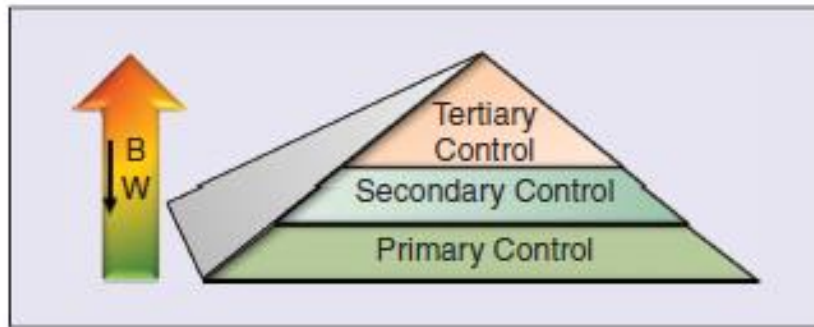 B
W
Tertiary
Control
Secondary Control
Primary Control